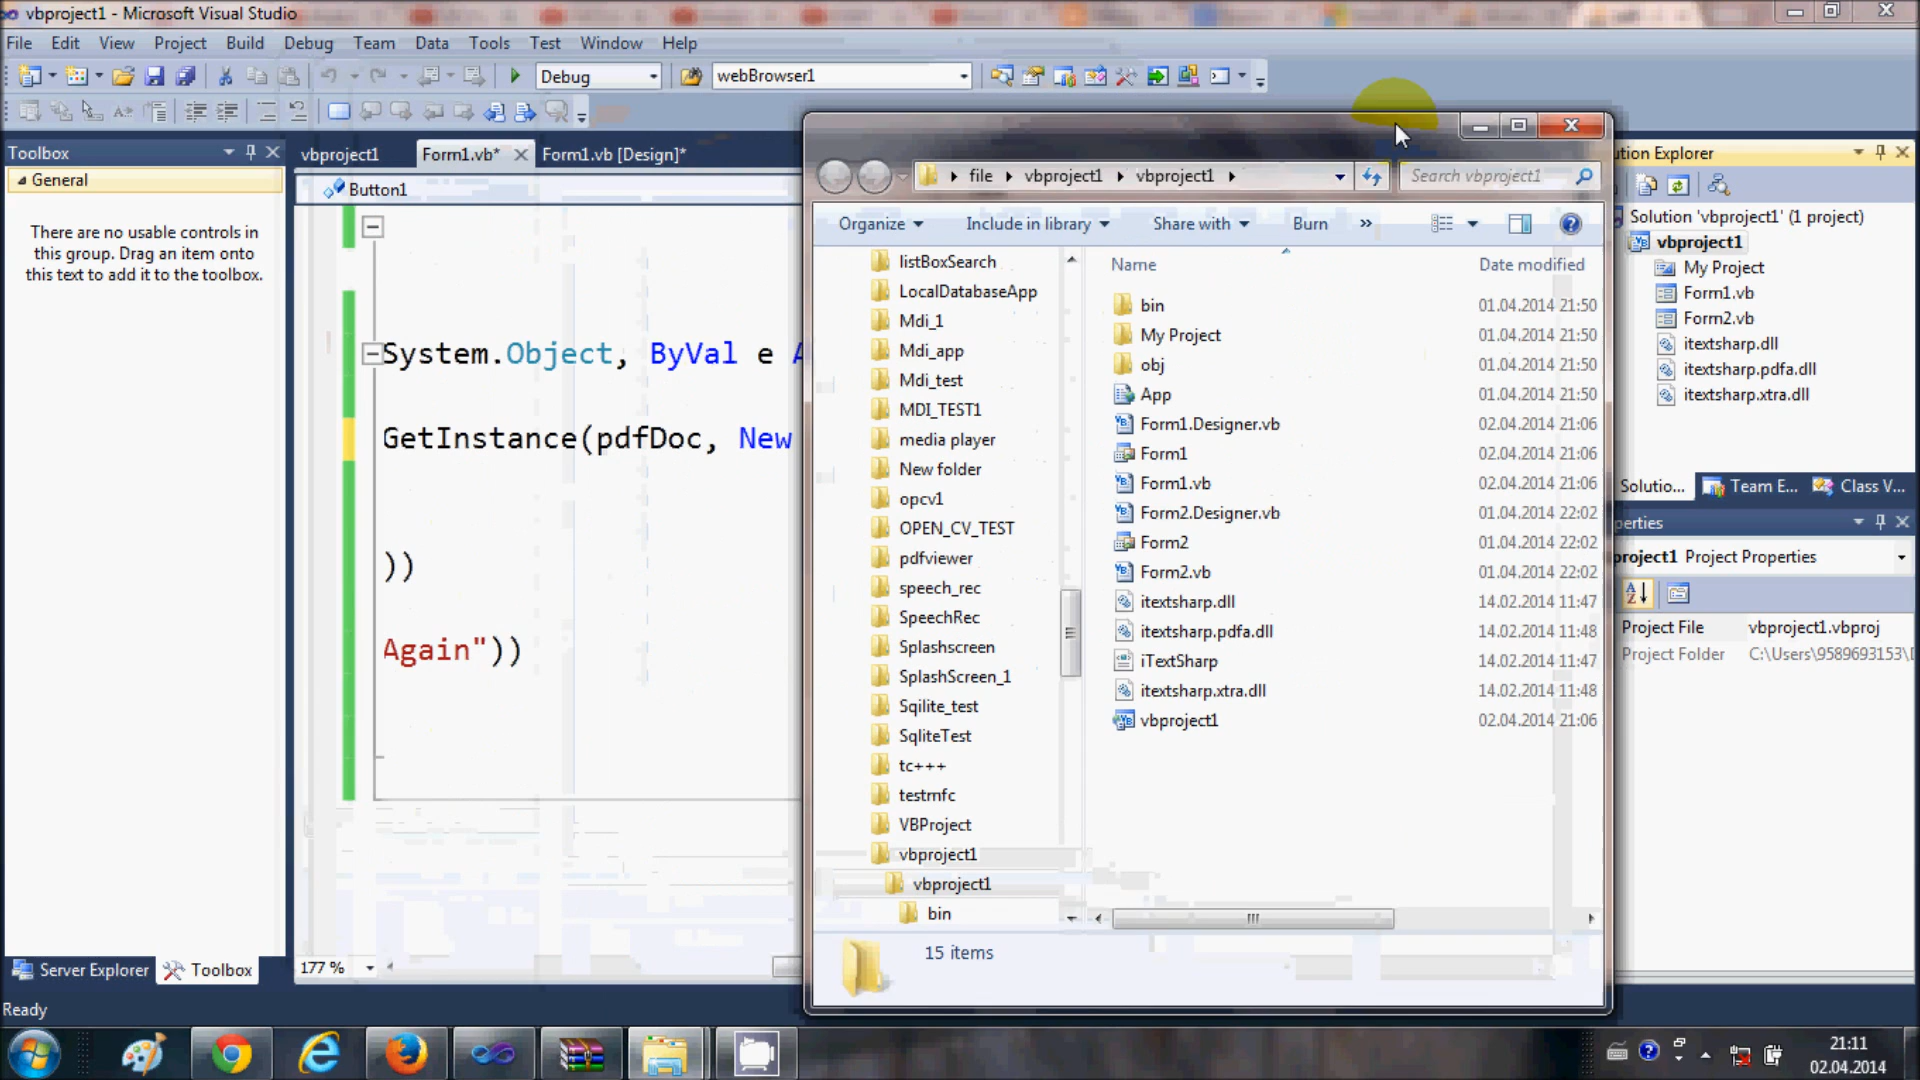 vbproject1 - Microsoft Visual Studio
File Edit View Project Build Debug Team Data Tools Test Window Help
Debug webBrowser1
Toolbox
General
There are no usable controls in this group. Drag an item onto this text to add it to the toolbox.
vbproject1 Form1.vb* Form1.vb [Design]*
Button1
System.Object, ByVal e A
GetInstance(pdfDoc, New
))
Again"))
177 %
Server Explorer Toolbox
Ready
file vbproject1 vbproject1 Search vbproject1
Organize Include in library Share with Burn »
listBoxSearch
LocalDatabaseApp
Mdi_1
Mdi_app
Mdi_test
MDI_TEST1
media player
New folder
opcv1
OPEN_CV_TEST
pdfviewer
speech_rec
SpeechRec
Splashscreen
SplashScreen_1
Sqilite_test
SqliteTest
tc+++
testmfc
VBProject
vbproject1
vbproject1
bin
Name Date modified
bin 01.04.2014 21:50
My Project 01.04.2014 21:50
obj 01.04.2014 21:50
App 01.04.2014 21:50
Form1.Designer.vb 02.04.2014 21:06
Form1 02.04.2014 21:06
Form1.vb 02.04.2014 21:06
Form2.Designer.vb 01.04.2014 22:02
Form2 01.04.2014 22:02
Form2.vb 01.04.2014 22:02
itextsharp.dll 14.02.2014 11:47
itextsharp.pdfa.dll 14.02.2014 11:48
iTextSharp 14.02.2014 11:47
itextsharp.xtra.dll 14.02.2014 11:48
vbproject1 02.04.2014 21:06
15 items
ution Explorer
Solution 'vbproject1' (1 project)
vbproject1
My Project
Form1.vb
Form2.vb
itextsharp.dll
itextsharp.pdfa.dll
itextsharp.xtra.dll
Solutio... Team E... Class V...
perties
project1 Project Properties
Project File vbproject1.vbproj
Project Folder C:\Users\9589693153\D
21:11
02.04.2014